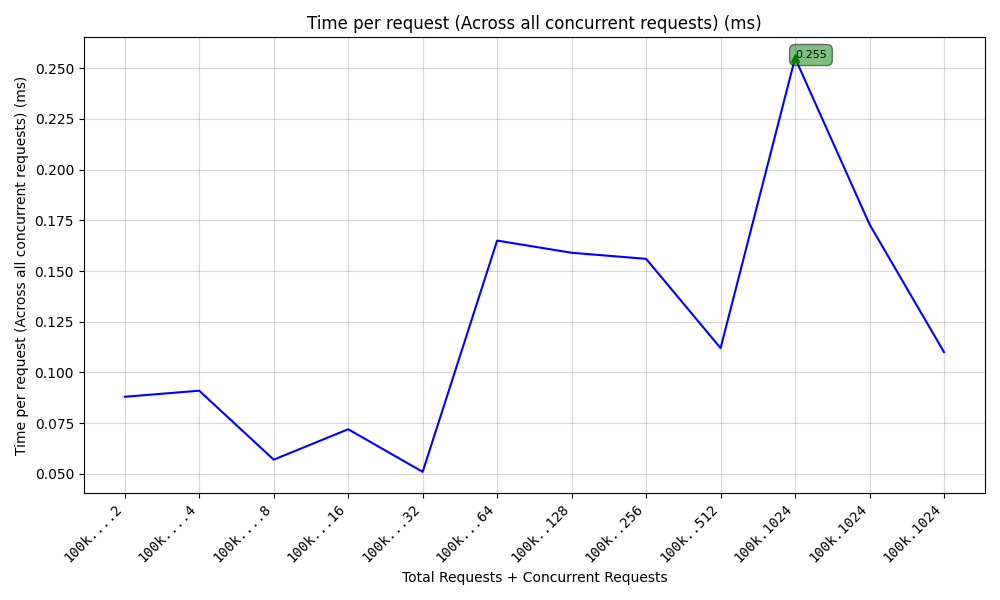 Time per request (Across all concurrent requests) (ms)
Time per request (Across all concurrent requests) (ms)
0.250
0.225
0.200
0.175
0.150
0.125
0.100
0.075
0.050
0.255
100k....2
100k....4
100k....8
100k...16
100k...32
100k...64
100k..128
100k..256
100k..512
100k.1024
100k.1024
100k.1024
Total Requests + Concurrent Requests